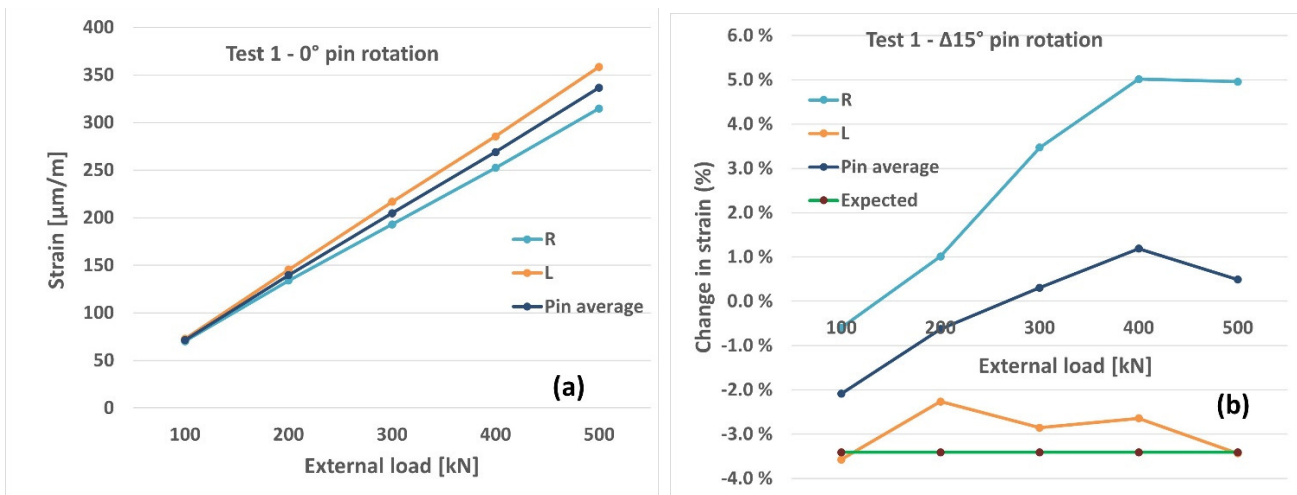 Test 1 - 0° pin rotation
400
350
300
250
200
150
100
50
0
Strain [µm/m]
R
L
Pin average
100 200 300 400 500
External load [kN]
(a)
Test 1 - Δ15° pin rotation
6.0 %
5.0 %
4.0 %
3.0 %
2.0 %
1.0 %
0.0 %
-1.0 %
-2.0 %
-3.0 %
-4.0 %
Change in strain (%)
R
L
Pin average
Expected
100 200 300 400 500
External load [kN]
(b)